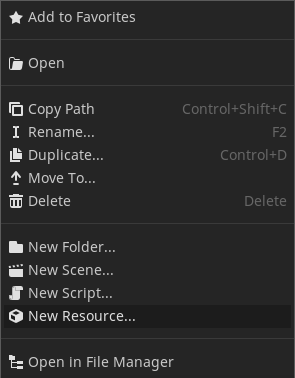 Add to Favorites
Open
Copy Path Control+Shift+C
Rename... F2
Duplicate... Control+D
Move To...
Delete Delete
New Folder...
New Scene...
New Script...
New Resource...
Open in File Manager